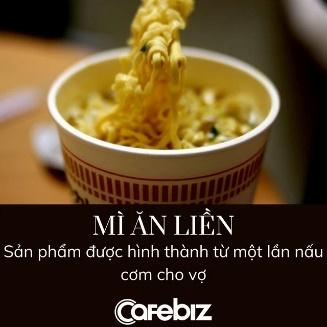 MÌ ĂN LIỀN
Sản phẩm được hình thành từ một lần nấu
cơm cho vợ
CafeBiz